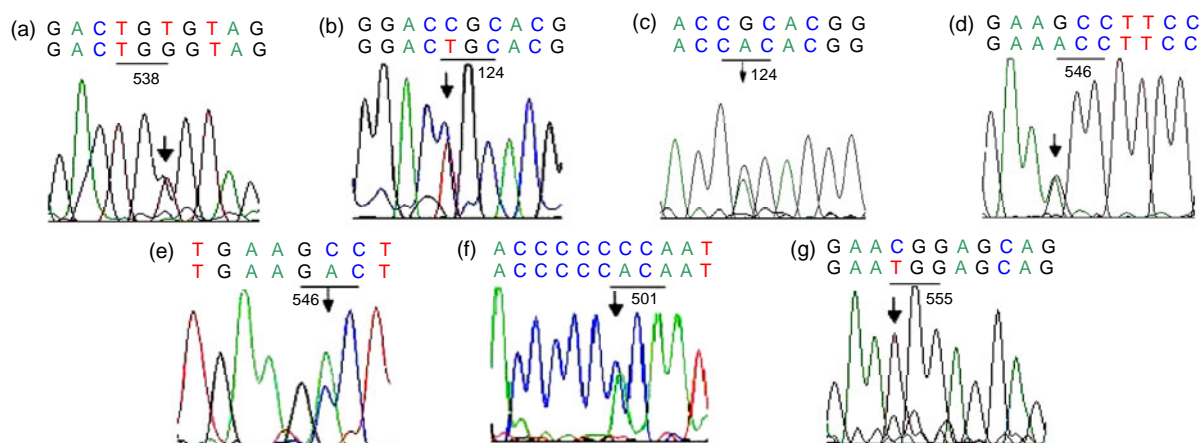 (a) G A C T G T G T A G
G A C T G G G T A G
538
(b) G G A C C G C A C G
G G A C T G C A C G
124
(c) A C C G C A C G G
A C C A C A C G G
124
(d) G A A G C C T T C C
G A A A C C T T C C
546
(e) T G A A G C C T
T G A A G A C T
546
(f) A C C C C C C C A A T
A C C C C C A C A A T
501
(g) G A A C G G A G C A G
G A A T G G A G C A G
555